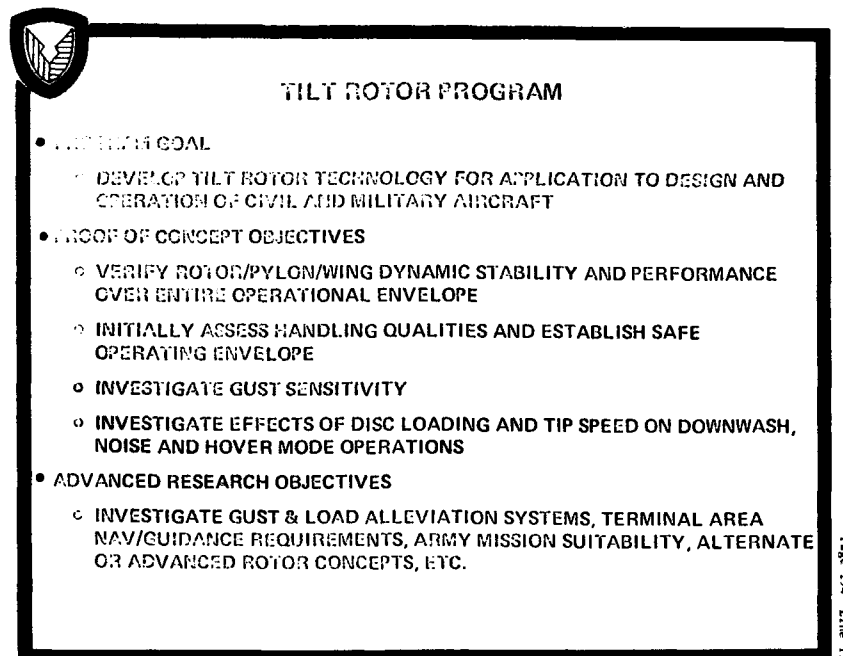 TILT ROTOR PROGRAM
• PROGRAM GOAL
○ DEVELOP TILT ROTOR TECHNOLOGY FOR APPLICATION TO DESIGN AND
OPERATION OF CIVIL AND MILITARY AIRCRAFT
• PROOF OF CONCEPT OBJECTIVES
○ VERIFY ROTOR/PYLON/WING DYNAMIC STABILITY AND PERFORMANCE
OVER ENTIRE OPERATIONAL ENVELOPE
○ INITIALLY ASSESS HANDLING QUALITIES AND ESTABLISH SAFE
OPERATING ENVELOPE
○ INVESTIGATE GUST SENSITIVITY
○ INVESTIGATE EFFECTS OF DISC LOADING AND TIP SPEED ON DOWNWASH,
NOISE AND HOVER MODE OPERATIONS
• ADVANCED RESEARCH OBJECTIVES
○ INVESTIGATE GUST & LOAD ALLEVIATION SYSTEMS, TERMINAL AREA
NAV/GUIDANCE REQUIREMENTS, ARMY MISSION SUITABILITY, ALTERNATE
OR ADVANCED ROTOR CONCEPTS, ETC.